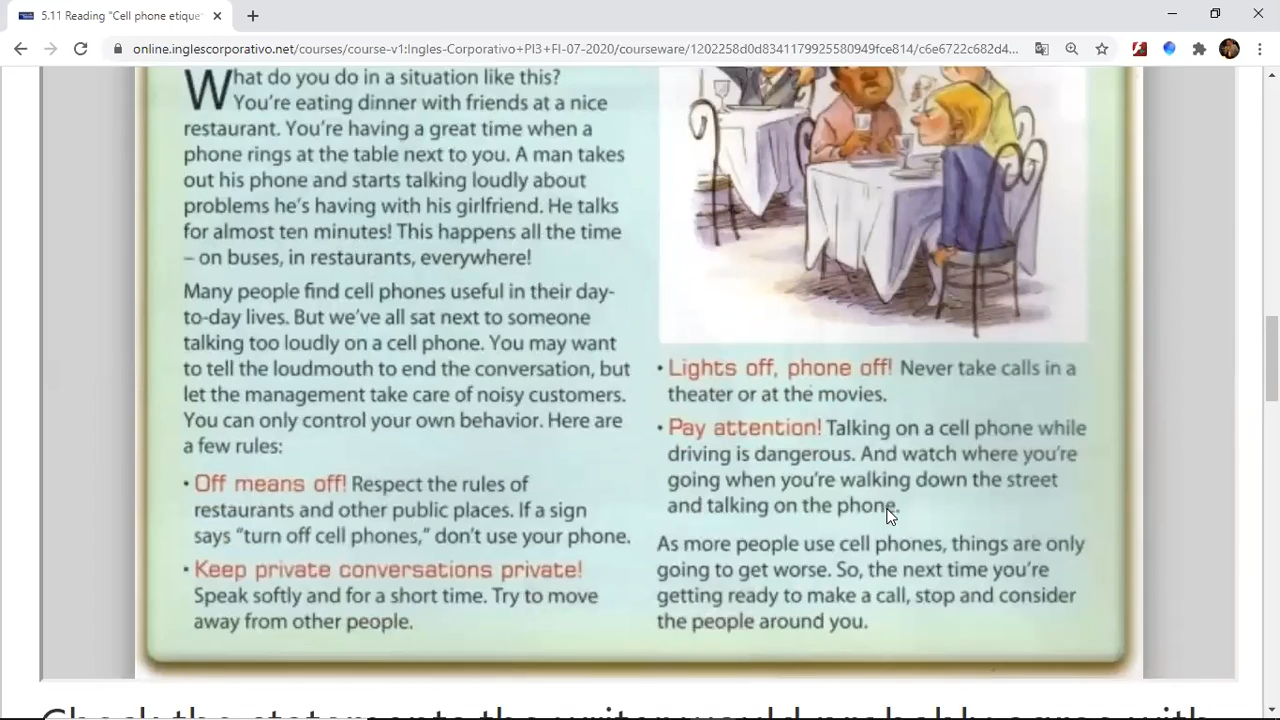 5.11 Reading "Cell phone etique
online.inglescorporativo.net/courses/course-v1:Ingles-Corporativo+PI3+FI-07-2020/courseware/1202258d0d8341179925580949fce814/c6e6722c682d4...
What do you do in a situation like this?
You're eating dinner with friends at a nice
restaurant. You're having a great time when a
phone rings at the table next to you. A man takes
out his phone and starts talking loudly about
problems he's having with his girlfriend. He talks
for almost ten minutes! This happens all the time
– on buses, in restaurants, everywhere!
Many people find cell phones useful in their day-
to-day lives. But we've all sat next to someone
talking too loudly on a cell phone. You may want
to tell the loudmouth to end the conversation, but
let the management take care of noisy customers.
You can only control your own behavior. Here are
a few rules:
• Off means off! Respect the rules of
restaurants and other public places. If a sign
says "turn off cell phones," don't use your phone.
• Keep private conversations private!
Speak softly and for a short time. Try to move
away from other people.
• Lights off, phone off! Never take calls in a
theater or at the movies.
• Pay attention! Talking on a cell phone while
driving is dangerous. And watch where you're
going when you're walking down the street
and talking on the phone.
As more people use cell phones, things are only
going to get worse. So, the next time you're
getting ready to make a call, stop and consider
the people around you.
Check the statements the writer would probably agree with